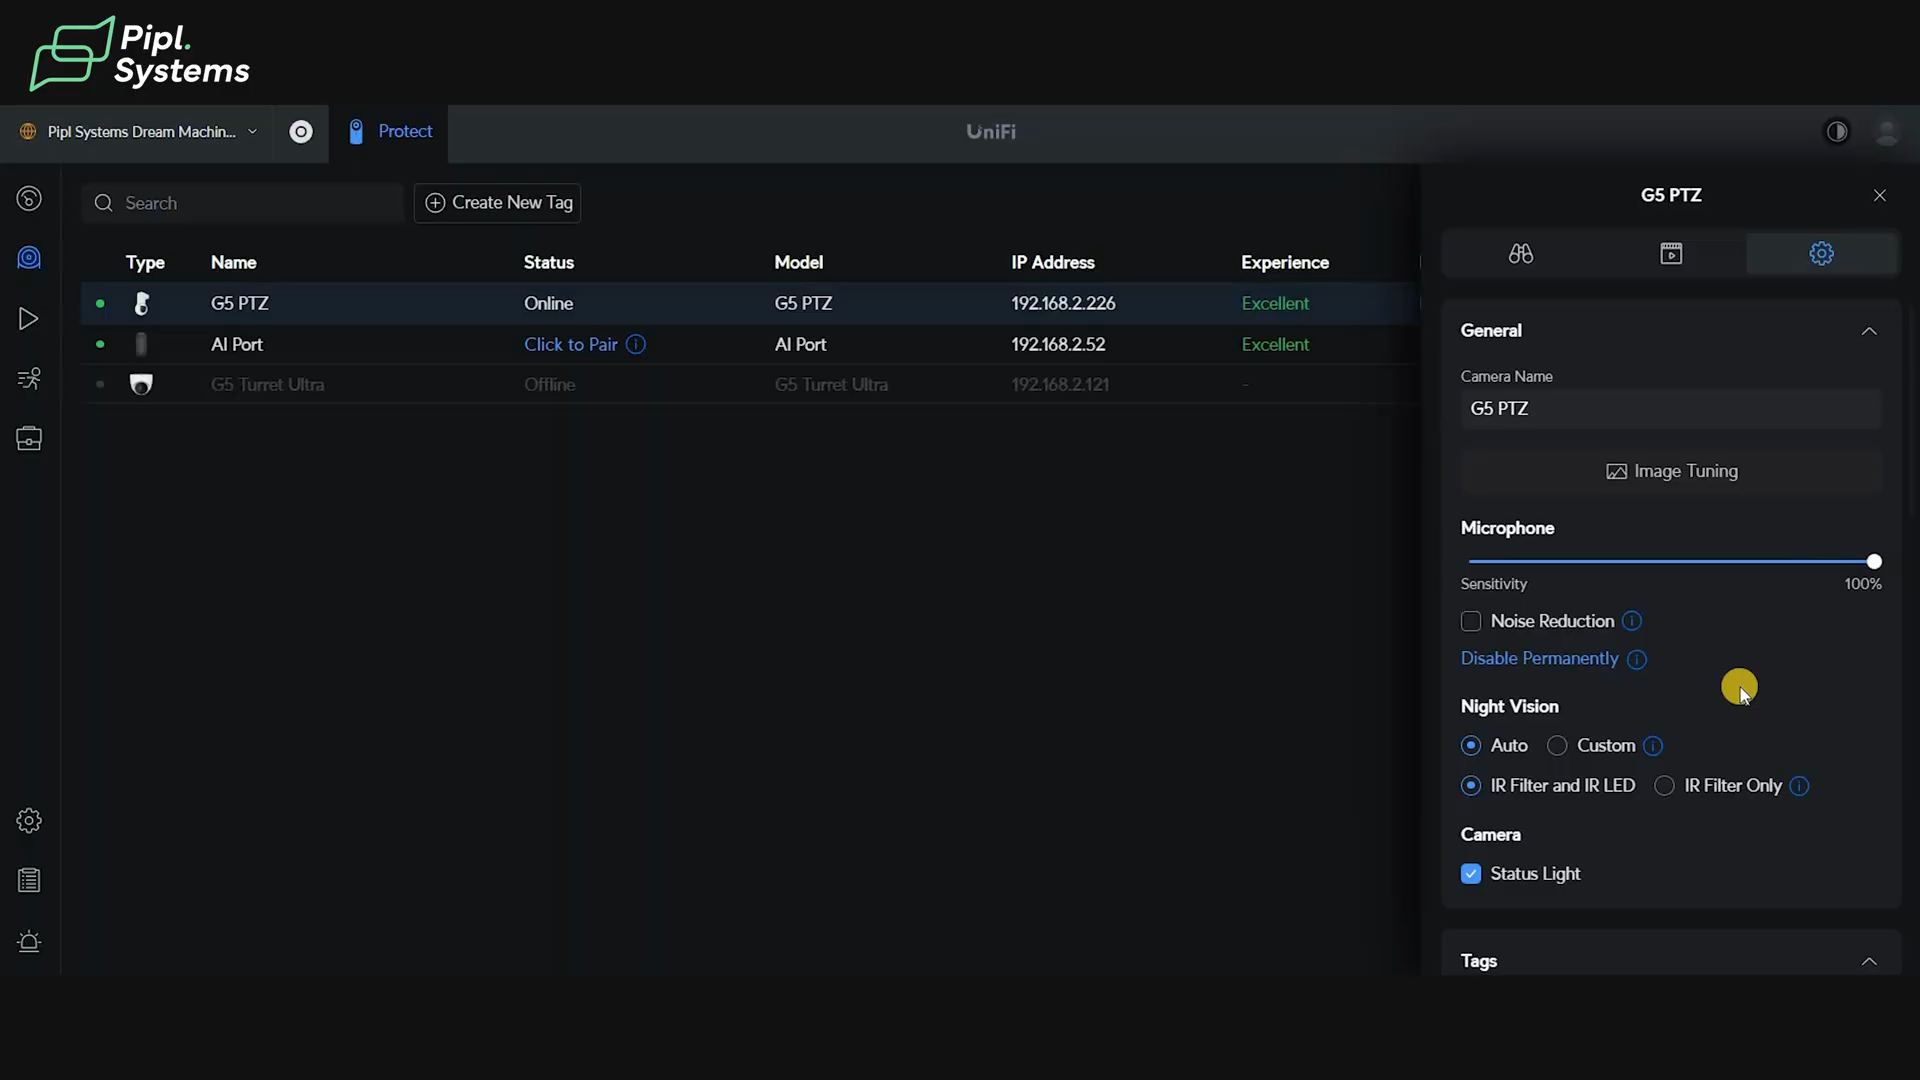 Pipl.
Systems
Pipl Systems Dream Machin...
Protect
UniFi
Search
Create New Tag
Type Name Status Model IP Address Experience
G5 PTZ Online G5 PTZ 192.168.2.226 Excellent
AI Port Click to Pair AI Port 192.168.2.52 Excellent
G5 Turret Ultra Offline G5 Turret Ultra 192.168.2.121 -
G5 PTZ
General
Camera Name
G5 PTZ
Image Tuning
Microphone
Sensitivity 100%
Noise Reduction
Disable Permanently
Night Vision
Auto Custom
IR Filter and IR LED IR Filter Only
Camera
Status Light
Tags